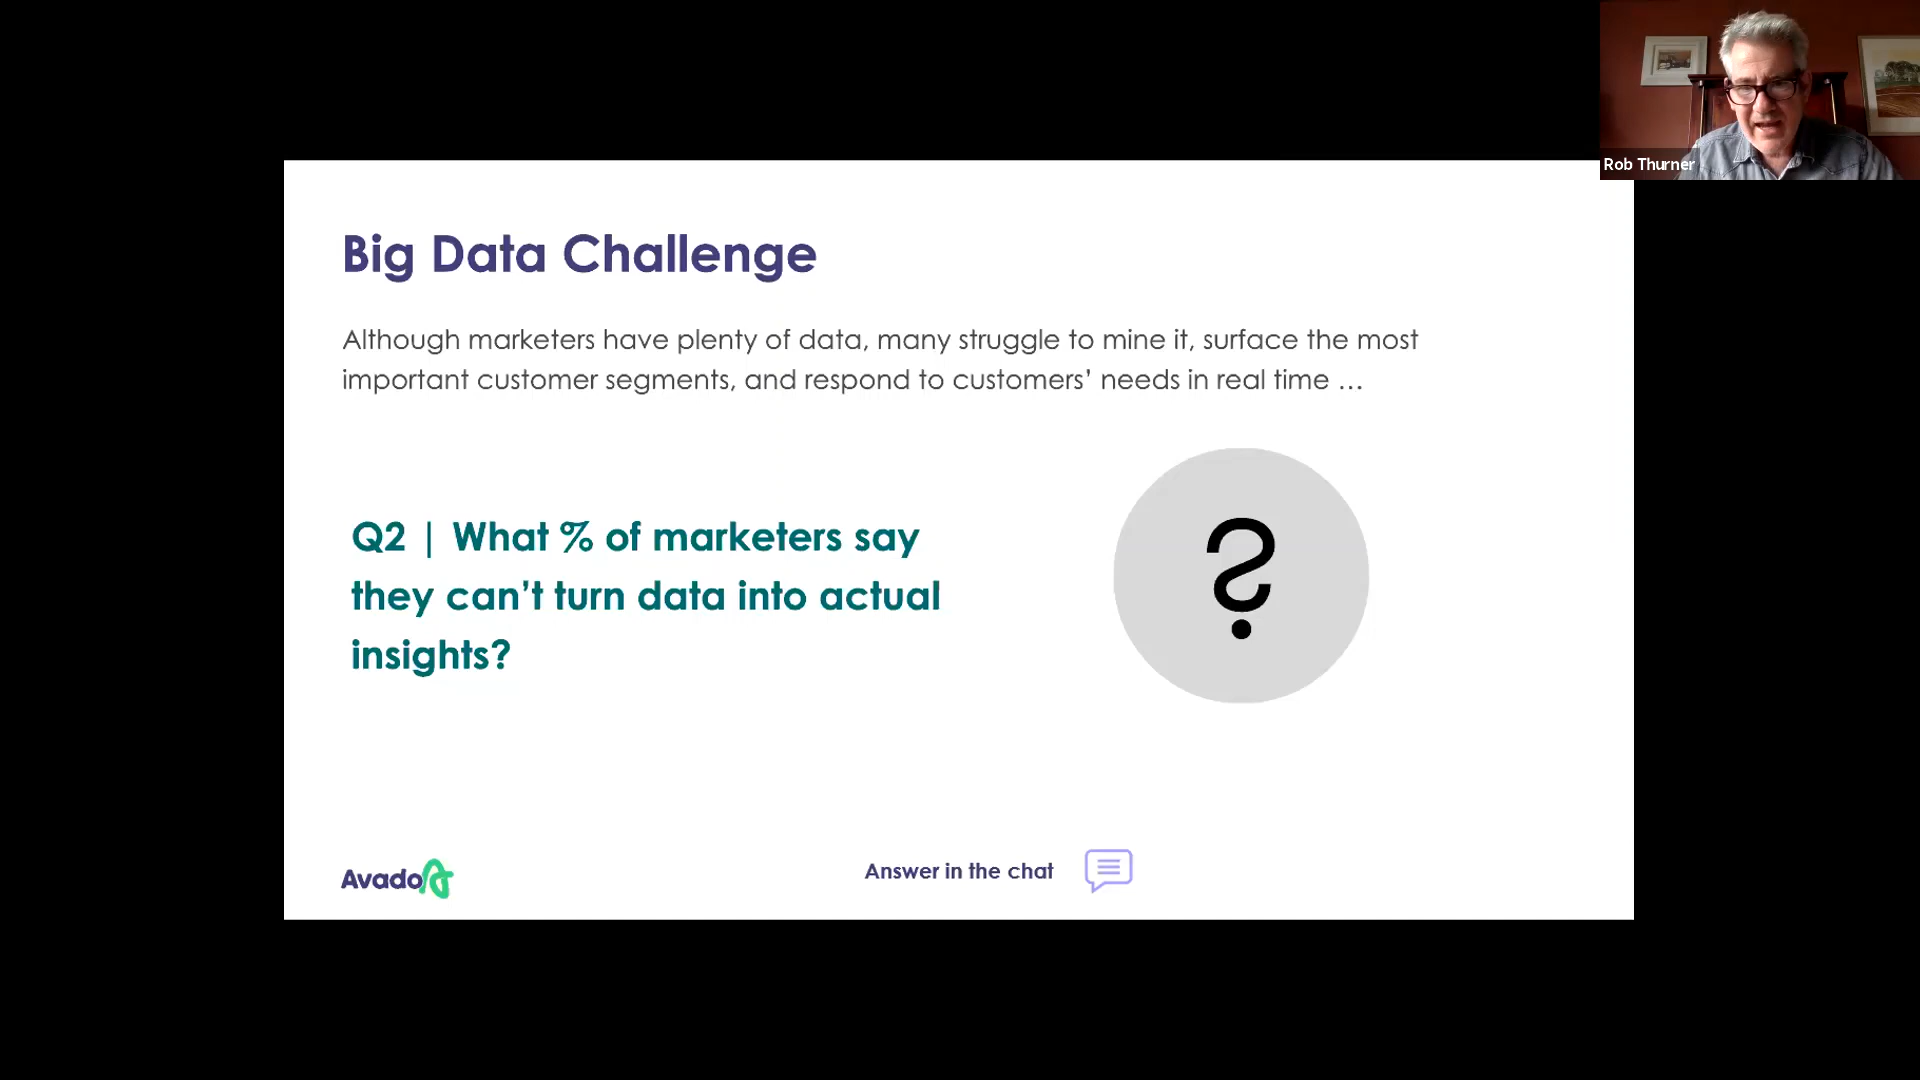 Rob Thurner
Big Data Challenge
Although marketers have plenty of data, many struggle to mine it, surface the most
important customer segments, and respond to customers’ needs in real time …
Q2 | What % of marketers say
they can’t turn data into actual
insights?
?
Avado
Answer in the chat